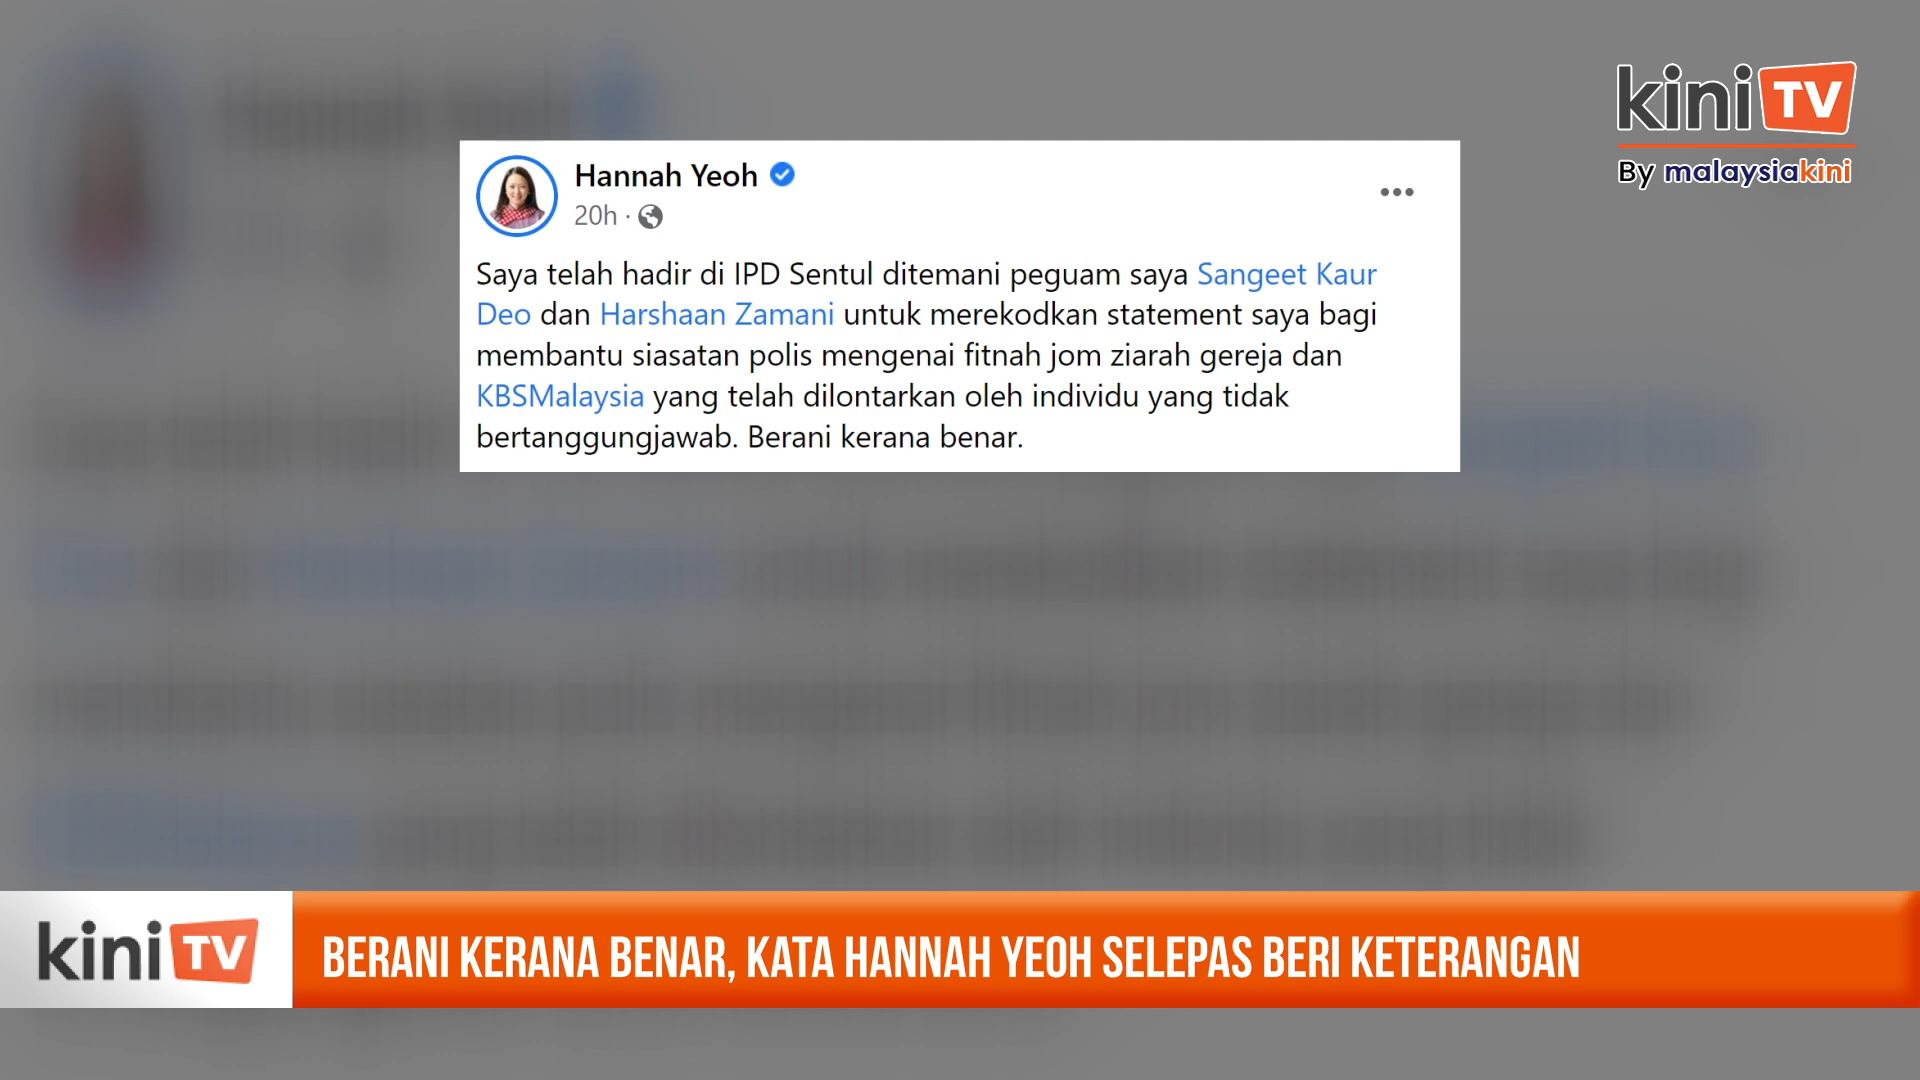 kini TV
By malaysiakini
Hannah Yeoh
20h ·
Saya telah hadir di IPD Sentul ditemani peguam saya Sangeet Kaur
Deo dan Harshaan Zamani untuk merekodkan statement saya bagi
membantu siasatan polis mengenai fitnah jom ziarah gereja dan
KBSMalaysia yang telah dilontarkan oleh individu yang tidak
bertanggungjawab. Berani kerana benar.
kini TV
BERANI KERANA BENAR, KATA HANNAH YEOH SELEPAS BERI KETERANGAN